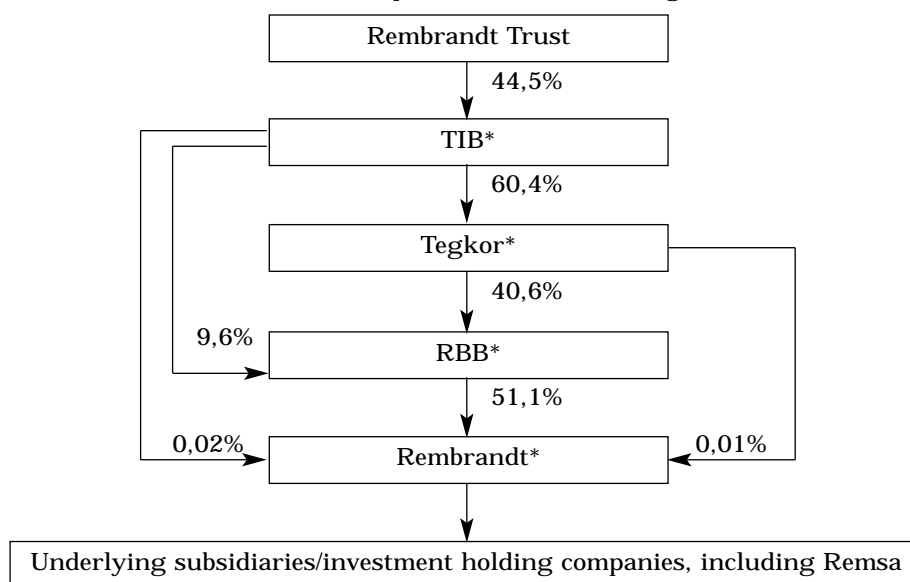 Rembrandt Trust
44,5%
TIB*
60,4%
Tegkor*
40,6%
9,6%
RBB*
51,1%
0,02%
Rembrandt*
0,01%
Underlying subsidiaries/investment holding companies, including Remsa